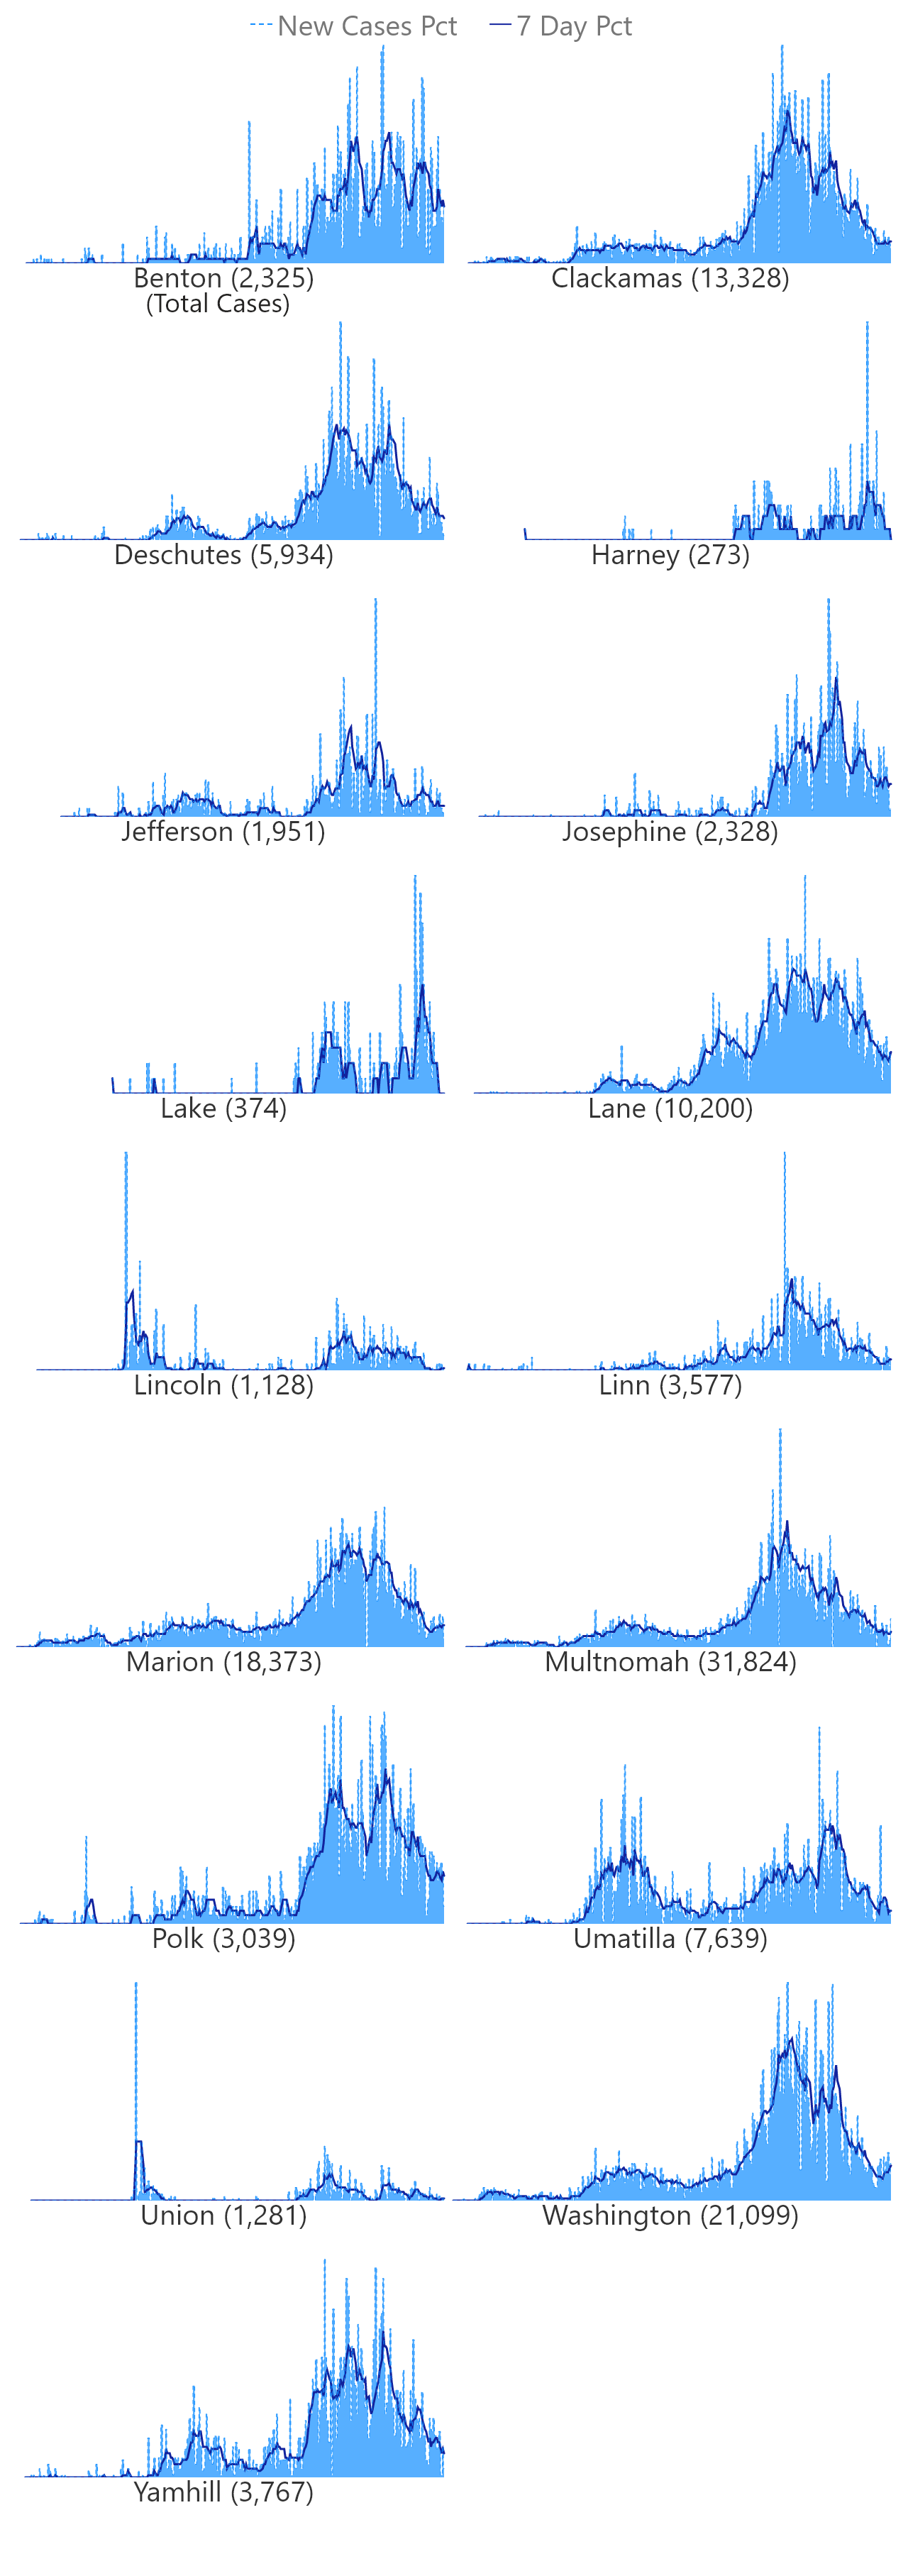 New Cases Pct 7 Day Pct
Benton (2,325) Clackamas (13,328)
(Total Cases)
Deschutes (5,934) Harney (273)
Jefferson (1,951) Josephine (2,328)
Lake (374) Lane (10,200)
Lincoln (1,128) Linn (3,577)
Marion (18,373) Multnomah (31,824)
Polk (3,039) Umatilla (7,639)
Union (1,281) Washington (21,099)
Yamhill (3,767)